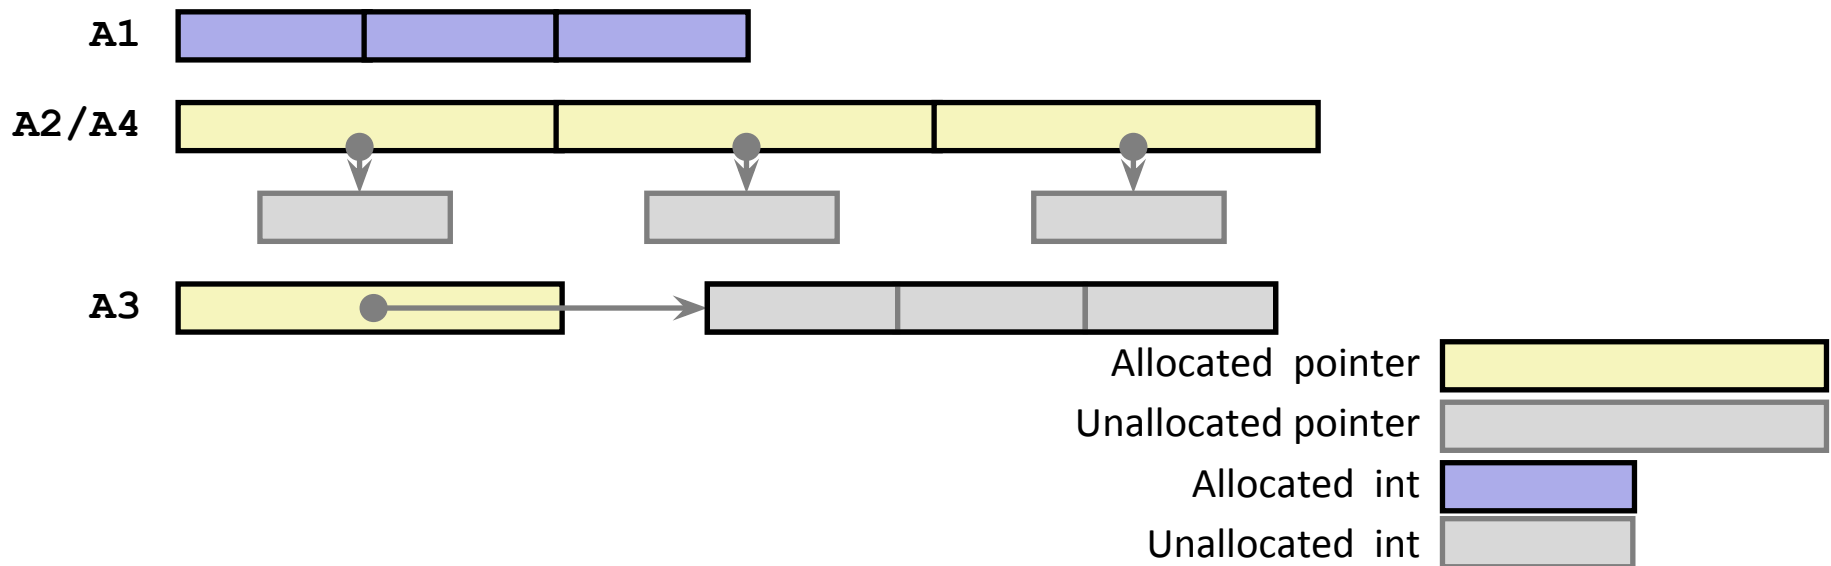 A1
A2/A4
A3
Allocated pointer
Unallocated pointer
Allocated int
Unallocated int